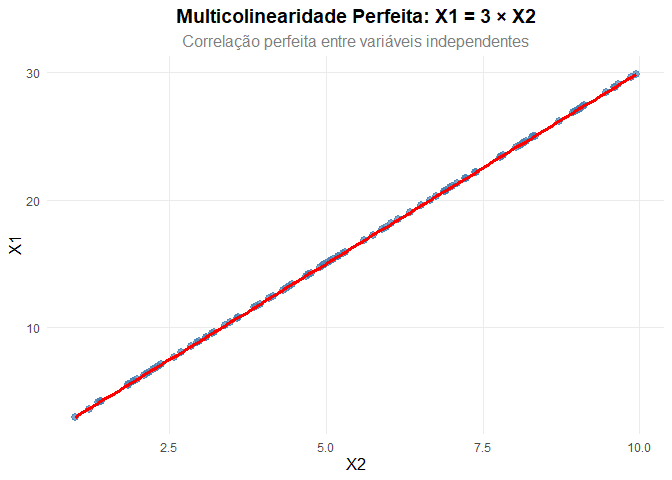 Multicolinearidade Perfeita: X1 = 3 × X2
Correlação perfeita entre variáveis independentes
30
20
10
X1
2.5
5.0
7.5
10.0
X2